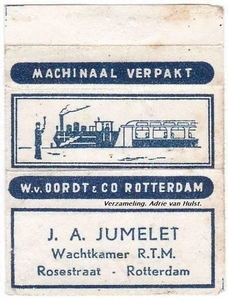 MACHINAAL VERPAKT
W.v. OORDT & CO ROTTERDAM
Verzameling. Adrie van Hulst.
J. A. JUMELET
Wachtkamer R.T.M.
Rosestraat - Rotterdam